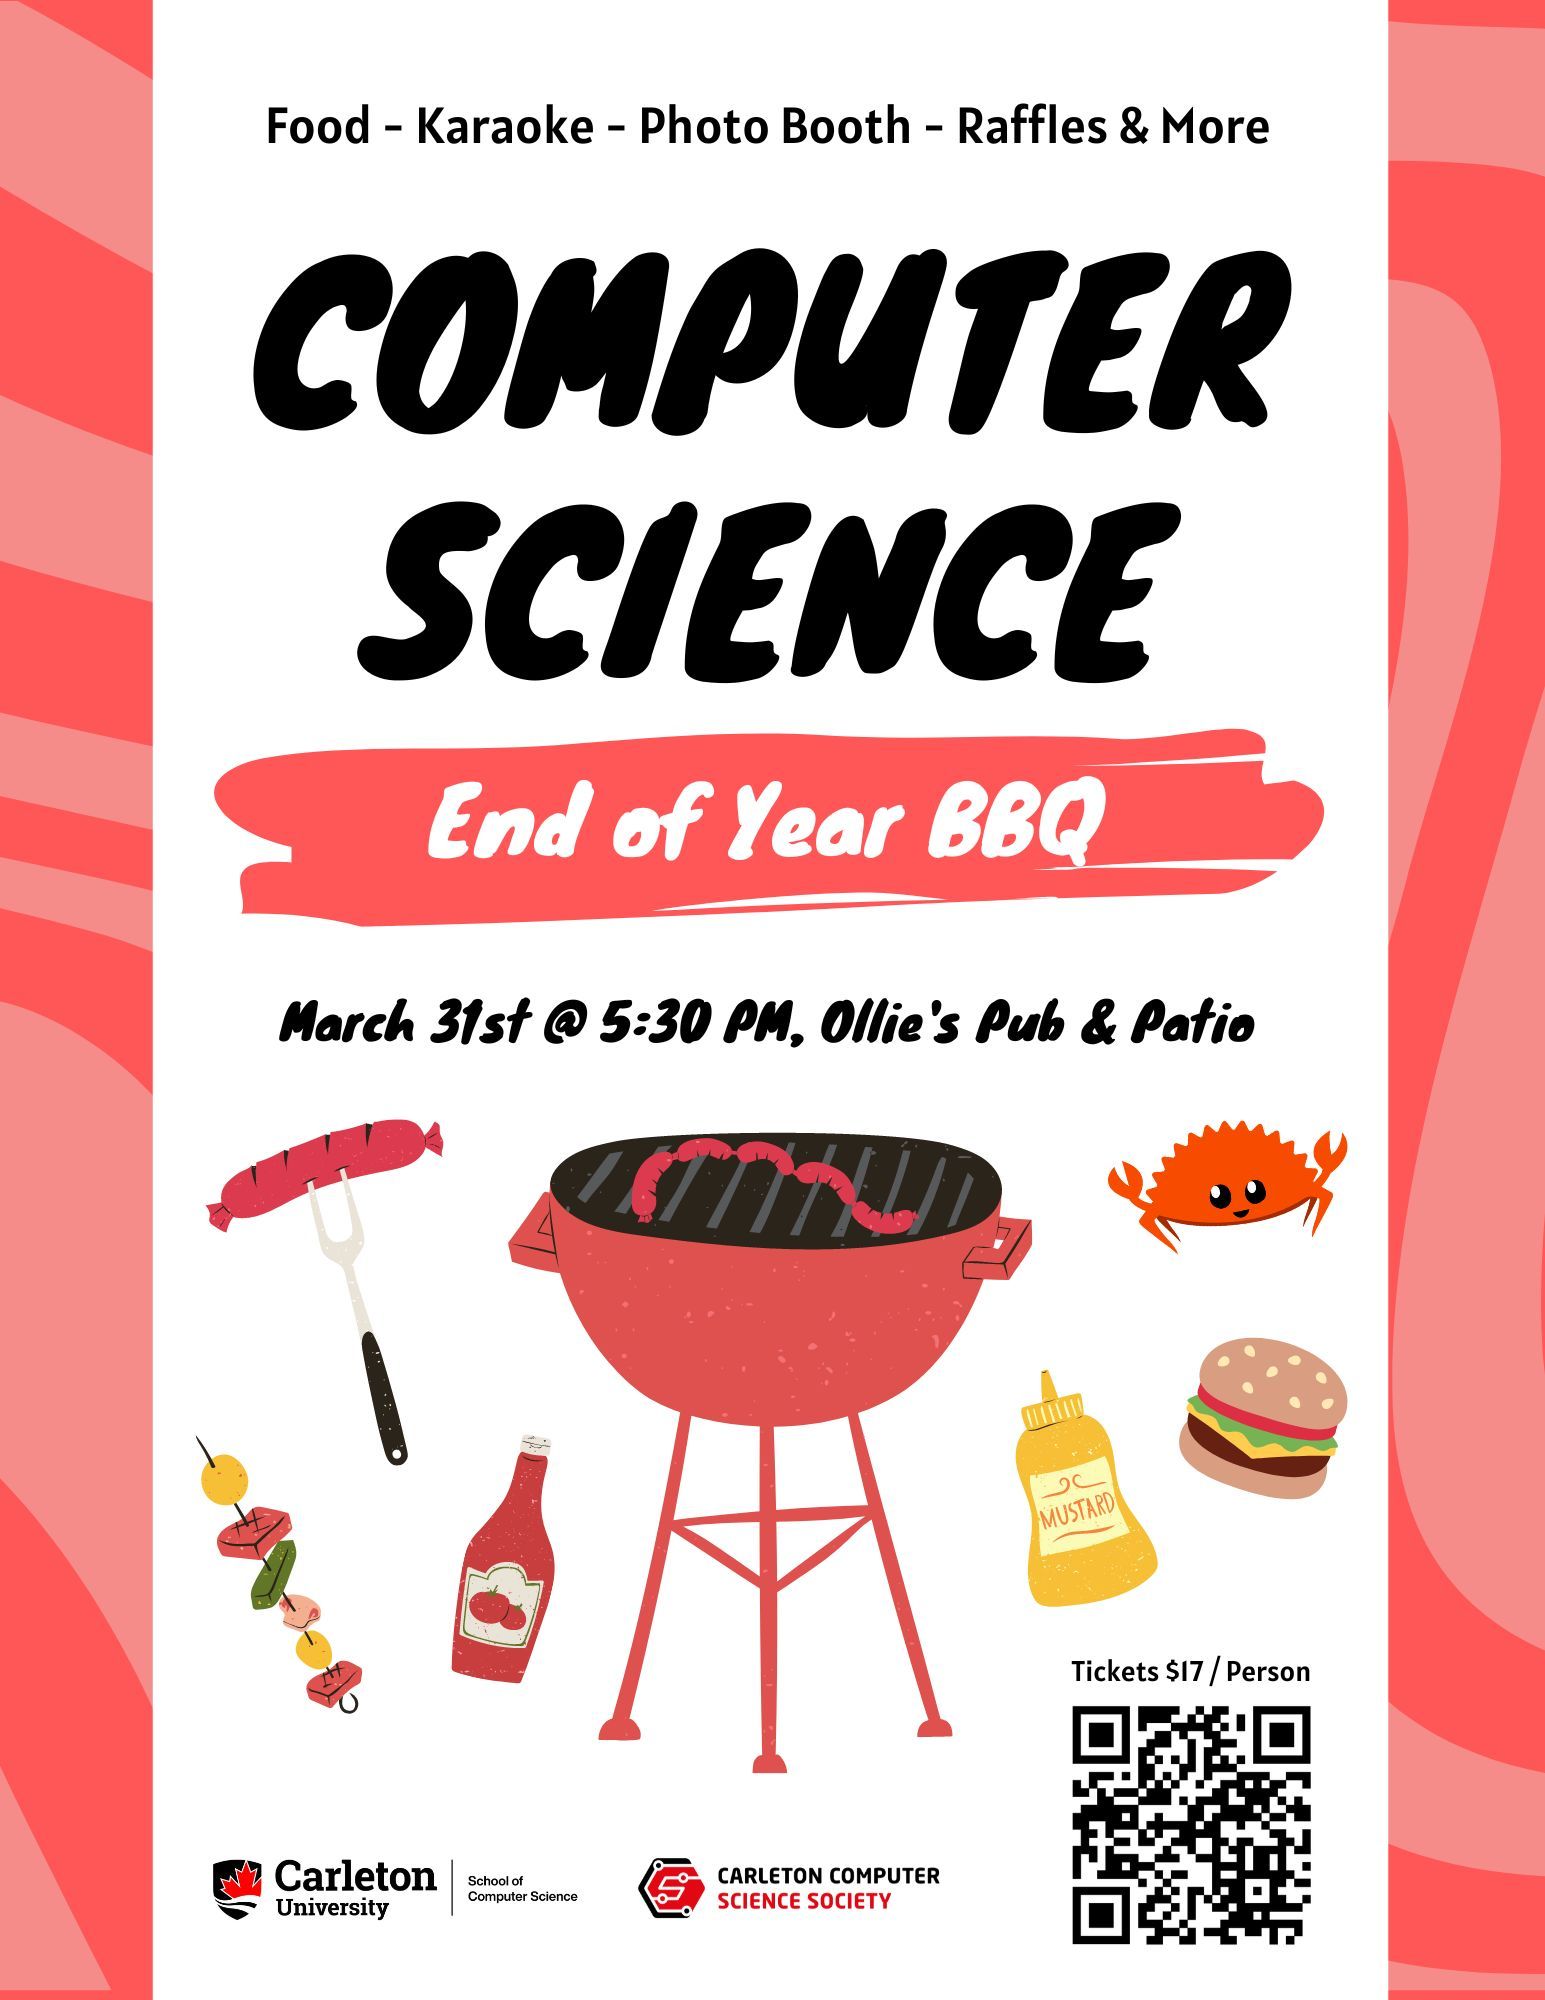 Food - Karaoke - Photo Booth - Raffles & More
COMPUTER
SCIENCE
End of Year BBQ
March 31st @ 5:30 PM, Ollie's Pub & Patio
MUSTARD
Tickets $17 / Person
Carleton
University
School of
Computer Science
CARLETON COMPUTER
SCIENCE SOCIETY